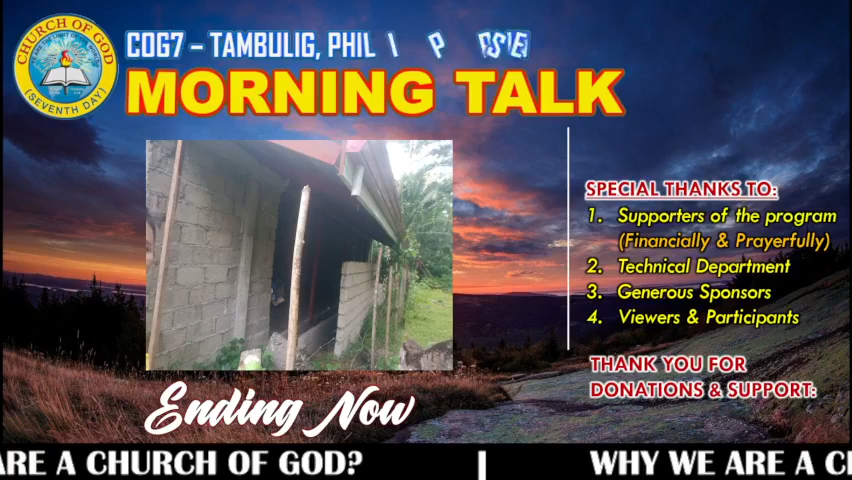 CHURCH OF GOD
(SEVENTH DAY)
COG7 – TAMBULIG, PHIL
MORNING TALK
SPECIAL THANKS TO:
1. Supporters of the program
(Financially & Prayerfully)
2. Technical Department
3. Generous Sponsors
4. Viewers & Participants
THANK YOU FOR
DONATIONS & SUPPORT:
Ending Now
ARE A CHURCH OF GOD? | WHY WE ARE A C